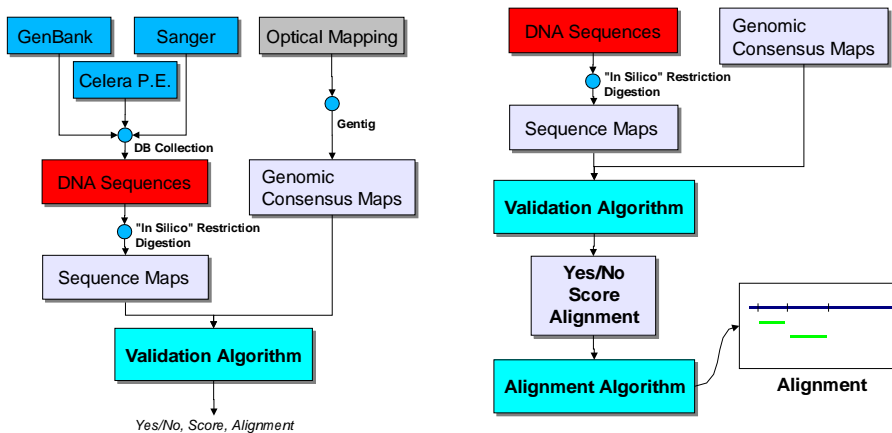 GenBank
Sanger
Optical Mapping
Celera P.E.
Gentig
DB Collection
DNA Sequences
Genomic
Consensus Maps
"In Silico" Restriction
Digestion
Sequence Maps
Validation Algorithm
Yes/No, Score, Alignment
DNA Sequences
Genomic
Consensus Maps
"In Silico" Restriction
Digestion
Sequence Maps
Validation Algorithm
Yes/No
Score
Alignment
Alignment Algorithm
Alignment